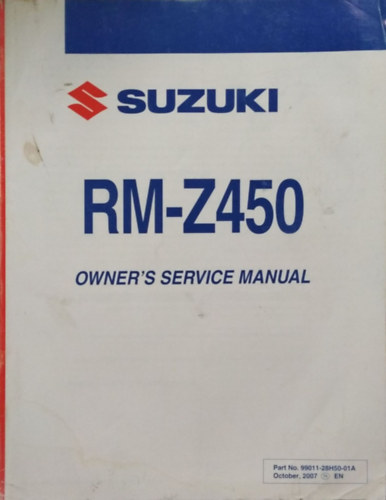 SUZUKI
RM-Z450
OWNER'S SERVICE MANUAL
Part No. 99011-28H50-01A
October, 2007 EN